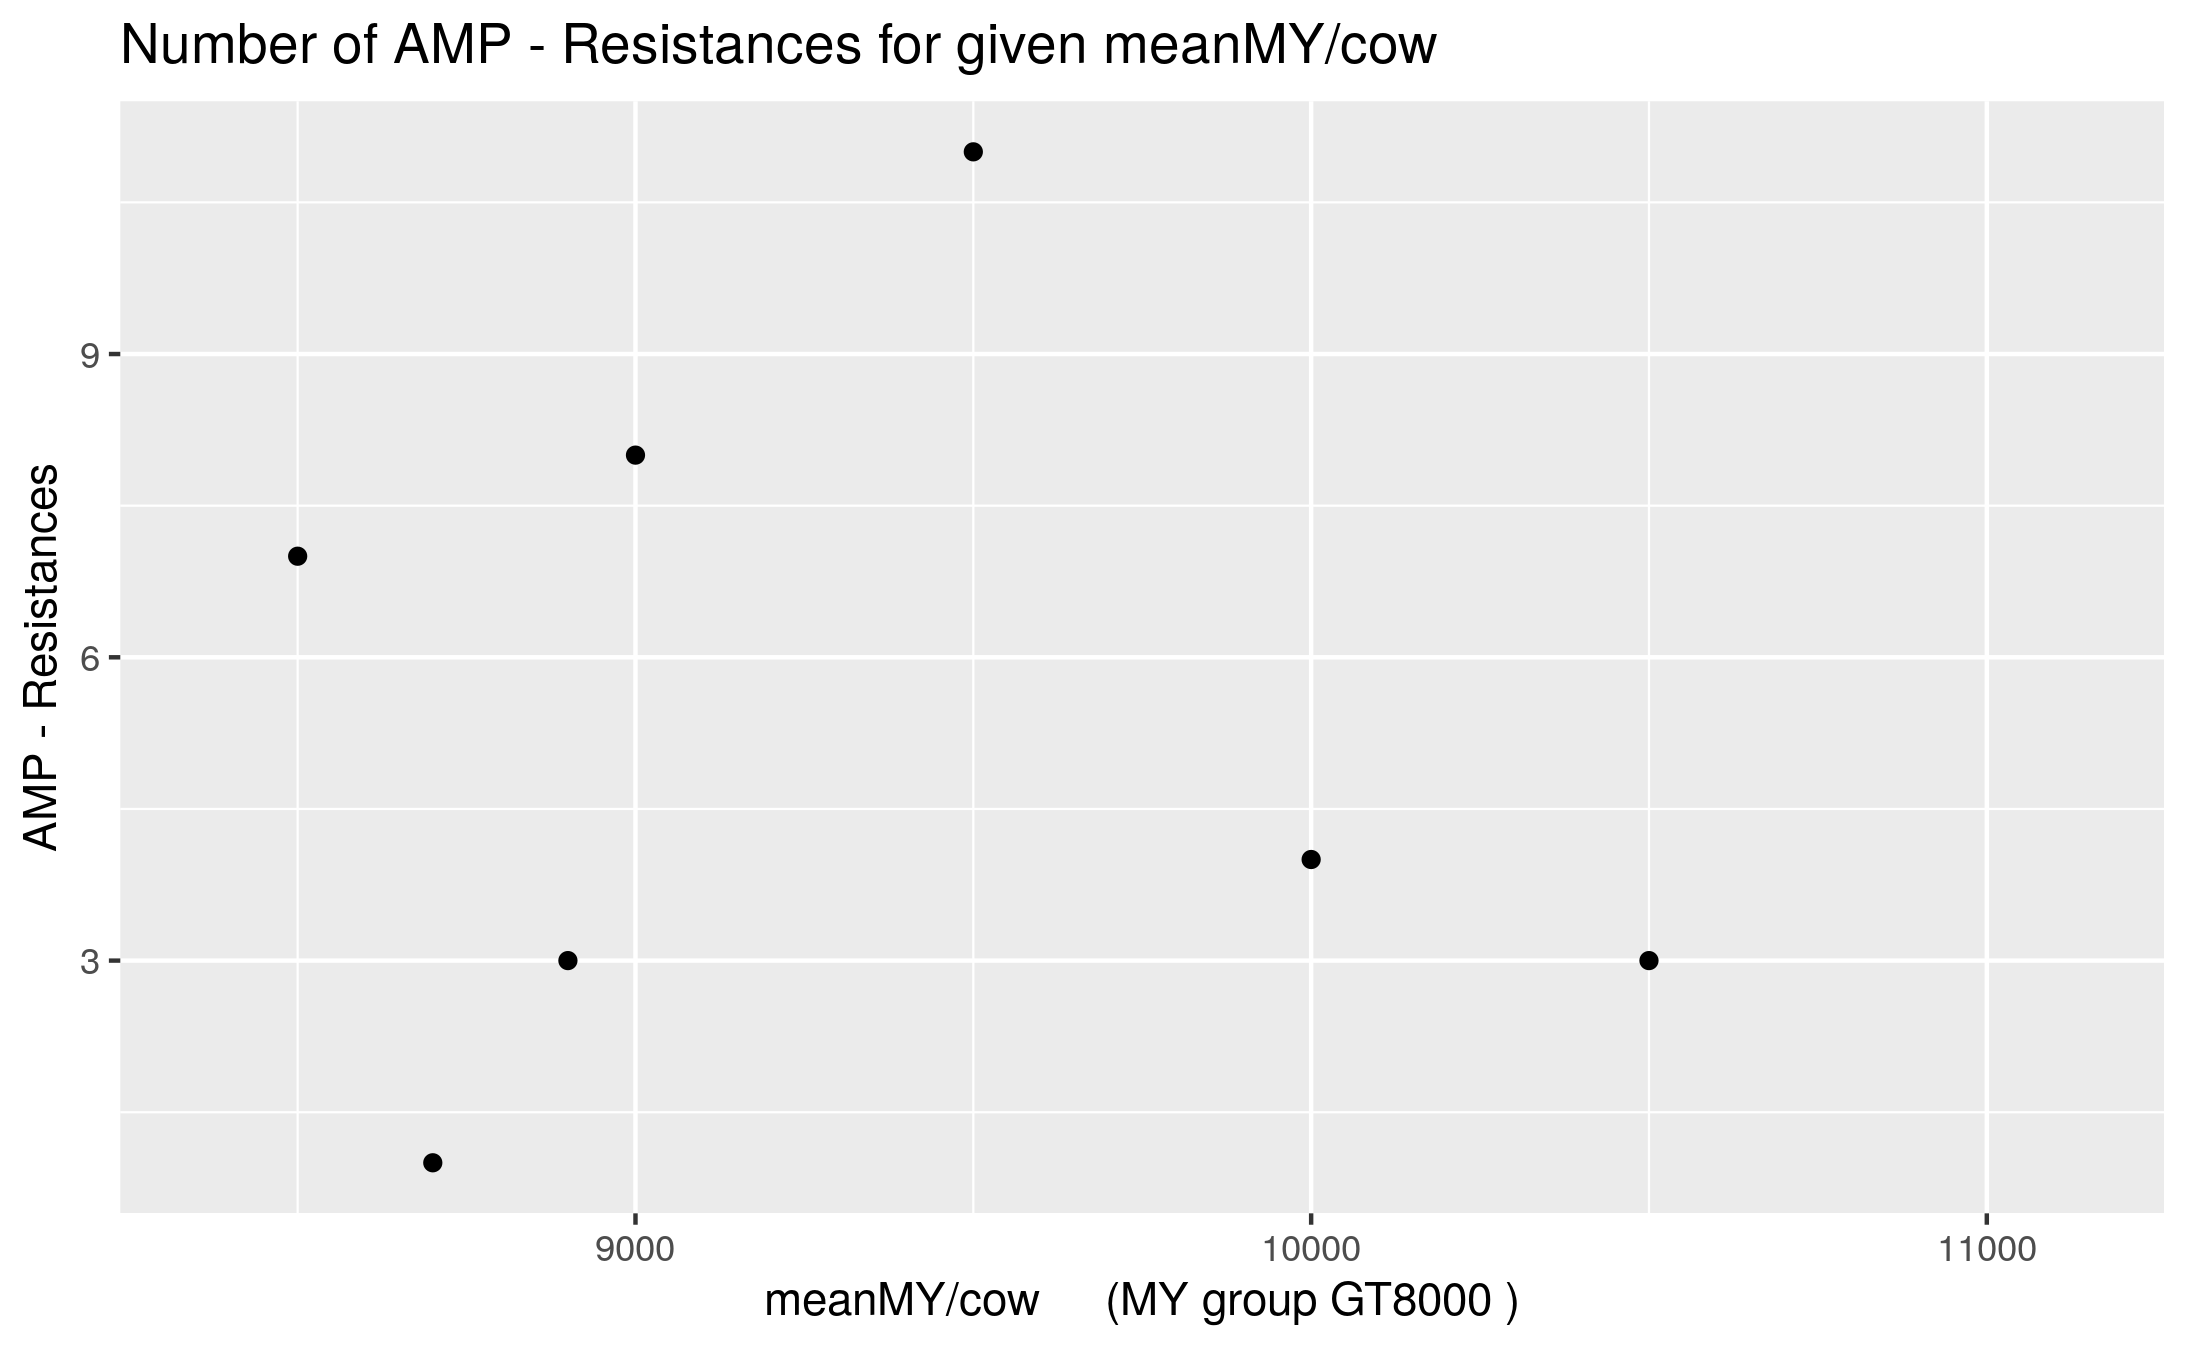 Number of AMP - Resistances for given meanMY/cow
AMP - Resistances
9
6
3
9000
10000
11000
meanMY/cow (MY group GT8000 )